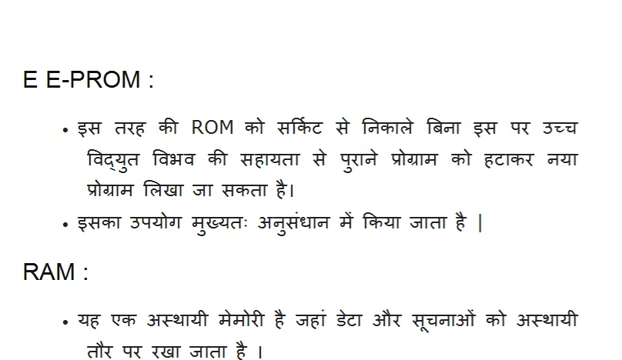 E E-PROM :
• इस तरह की ROM को सर्किट से निकाले बिना इस पर उच्च
विद्युत विभव की सहायता से पुराने प्रोग्राम को हटाकर नया
प्रोग्राम लिखा जा सकता है।
• इसका उपयोग मुख्यतः अनुसंधान में किया जाता है |
RAM :
• यह एक अस्थायी मेमोरी है जहां डेटा और सूचनाओं को अस्थायी
तौर पर रखा जाता है ।